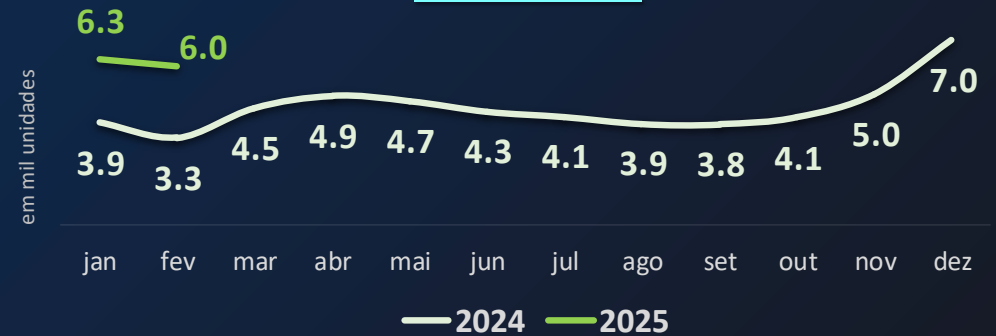 6.3
6.0
em mil unidades
3.9 3.3 4.5 4.9 4.7 4.3 4.1 3.9 3.8 4.1 5.0 7.0
jan fev mar abr mai jun jul ago set out nov dez
2024 2025